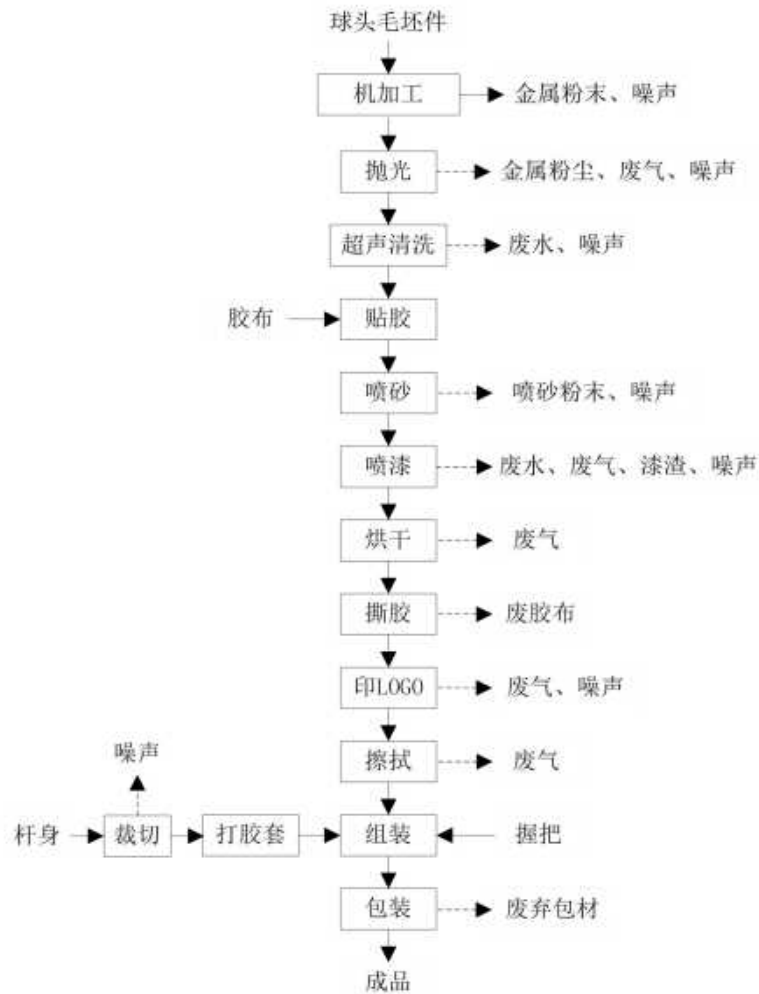 球头毛坯件
机加工 金属粉末、噪声
抛光 金属粉尘、废气、噪声
超声清洗 废水、噪声
胶布 贴胶
喷砂 喷砂粉末、噪声
喷漆 废水、废气、漆渣、噪声
烘干 废气
撕胶 废胶布
印LOGO 废气、噪声
擦拭 废气
噪声
杆身 裁切 打胶套 组装 握把
包装 废弃包材
成品